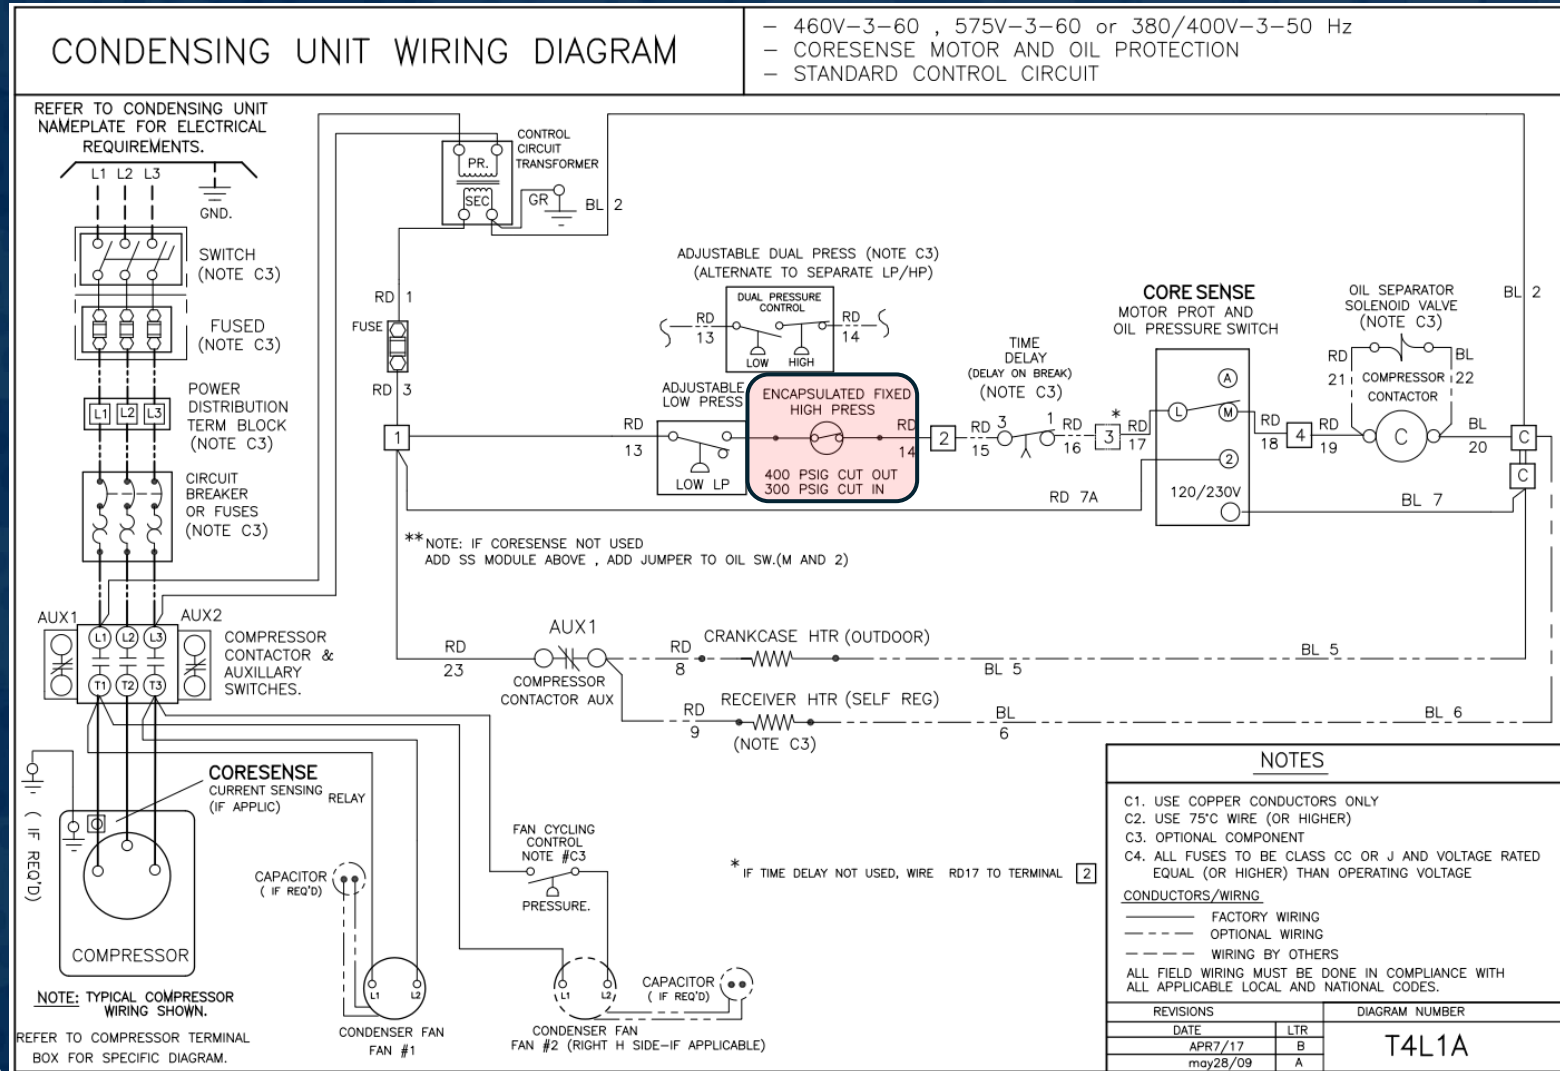 CONDENSING UNIT WIRING DIAGRAM
– 460V–3–60 , 575V–3–60 or 380/400V–3–50 Hz
– CORESENSE MOTOR AND OIL PROTECTION
– STANDARD CONTROL CIRCUIT
REFER TO CONDENSING UNIT
NAMEPLATE FOR ELECTRICAL
REQUIREMENTS.
L1 L2 L3
GND.
SWITCH
(NOTE C3)
FUSED
(NOTE C3)
POWER
DISTRIBUTION
TERM BLOCK
(NOTE C3)
L1 L2 L3
CIRCUIT
BREAKER
OR FUSES
(NOTE C3)
CONTROL
CIRCUIT
TRANSFORMER
PR.
SEC
GR
BL 2
RD 1
FUSE
RD 3
1
ADJUSTABLE DUAL PRESS (NOTE C3)
(ALTERNATE TO SEPARATE LP/HP)
DUAL PRESSURE
CONTROL
RD
13
RD
14
LOW HIGH
ADJUSTABLE
LOW PRESS
RD
13
LOW LP
ENCAPSULATED FIXED
HIGH PRESS
RD
14
400 PSIG CUT OUT
300 PSIG CUT IN
2
TIME
DELAY
(DELAY ON BREAK)
(NOTE C3)
RD
15
3 1
RD
16
3
*
RD
17
CORE SENSE
MOTOR PROT AND
OIL PRESSURE SWITCH
A
L
M
2
120/230V
RD
18
4
RD
19
OIL SEPARATOR
SOLENOID VALVE
(NOTE C3)
RD
21
BL
22
COMPRESSOR
CONTACTOR
C
BL
20
C
C
BL 2
RD 7A
BL 7
** NOTE: IF CORESENSE NOT USED
ADD SS MODULE ABOVE , ADD JUMPER TO OIL SW.(M AND 2)
AUX1
AUX2
L1 L2 L3
T1 T2 T3
COMPRESSOR
CONTACTOR &
AUXILLARY
SWITCHES.
RD
23
AUX1
COMPRESSOR
CONTACTOR AUX
RD
8
CRANKCASE HTR (OUTDOOR)
BL 5
BL 5
RD
9
RECEIVER HTR (SELF REG)
(NOTE C3)
BL
6
BL 6
( IF REQ'D)
CORESENSE
CURRENT SENSING
(IF APPLIC)
RELAY
COMPRESSOR
NOTE: TYPICAL COMPRESSOR
WIRING SHOWN.
REFER TO COMPRESSOR TERMINAL
BOX FOR SPECIFIC DIAGRAM.
CAPACITOR
( IF REQ'D)
L1 L2
CONDENSER FAN
FAN #1
FAN CYCLING
CONTROL
NOTE #C3
PRESSURE.
L1 L2
CAPACITOR
( IF REQ'D)
CONDENSER FAN
FAN #2 (RIGHT H SIDE–IF APPLICABLE)
* IF TIME DELAY NOT USED, WIRE RD17 TO TERMINAL 2
NOTES
C1. USE COPPER CONDUCTORS ONLY
C2. USE 75°C WIRE (OR HIGHER)
C3. OPTIONAL COMPONENT
C4. ALL FUSES TO BE CLASS CC OR J AND VOLTAGE RATED
EQUAL (OR HIGHER) THAN OPERATING VOLTAGE
CONDUCTORS/WIRNG
FACTORY WIRING
OPTIONAL WIRING
WIRING BY OTHERS
ALL FIELD WIRING MUST BE DONE IN COMPLIANCE WITH
ALL APPLICABLE LOCAL AND NATIONAL CODES.
REVISIONS
DATE LTR
APR7/17 B
may28/09 A
DIAGRAM NUMBER
T4L1A